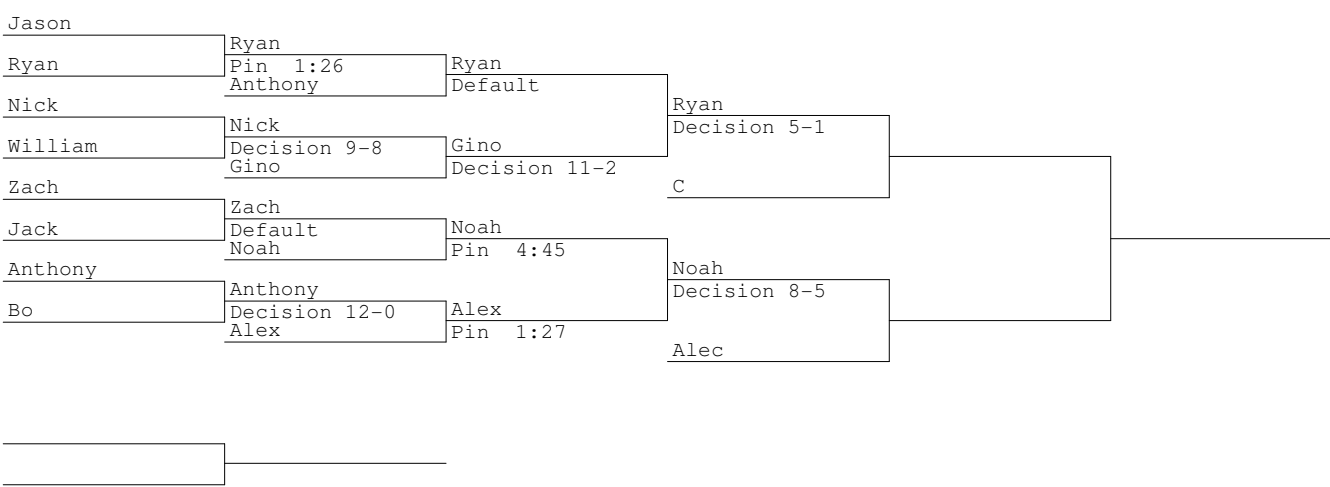 Jason
Ryan
Nick
William
Zach
Jack
Anthony
Bo
Ryan
Pin 1:26
Anthony
Nick
Decision 9-8
Gino
Zach
Default
Noah
Anthony
Decision 12-0
Alex
Ryan
Default
Gino
Decision 11-2
Noah
Pin 4:45
Alex
Pin 1:27
Ryan
Decision 5-1
C
Noah
Decision 8-5
Alec